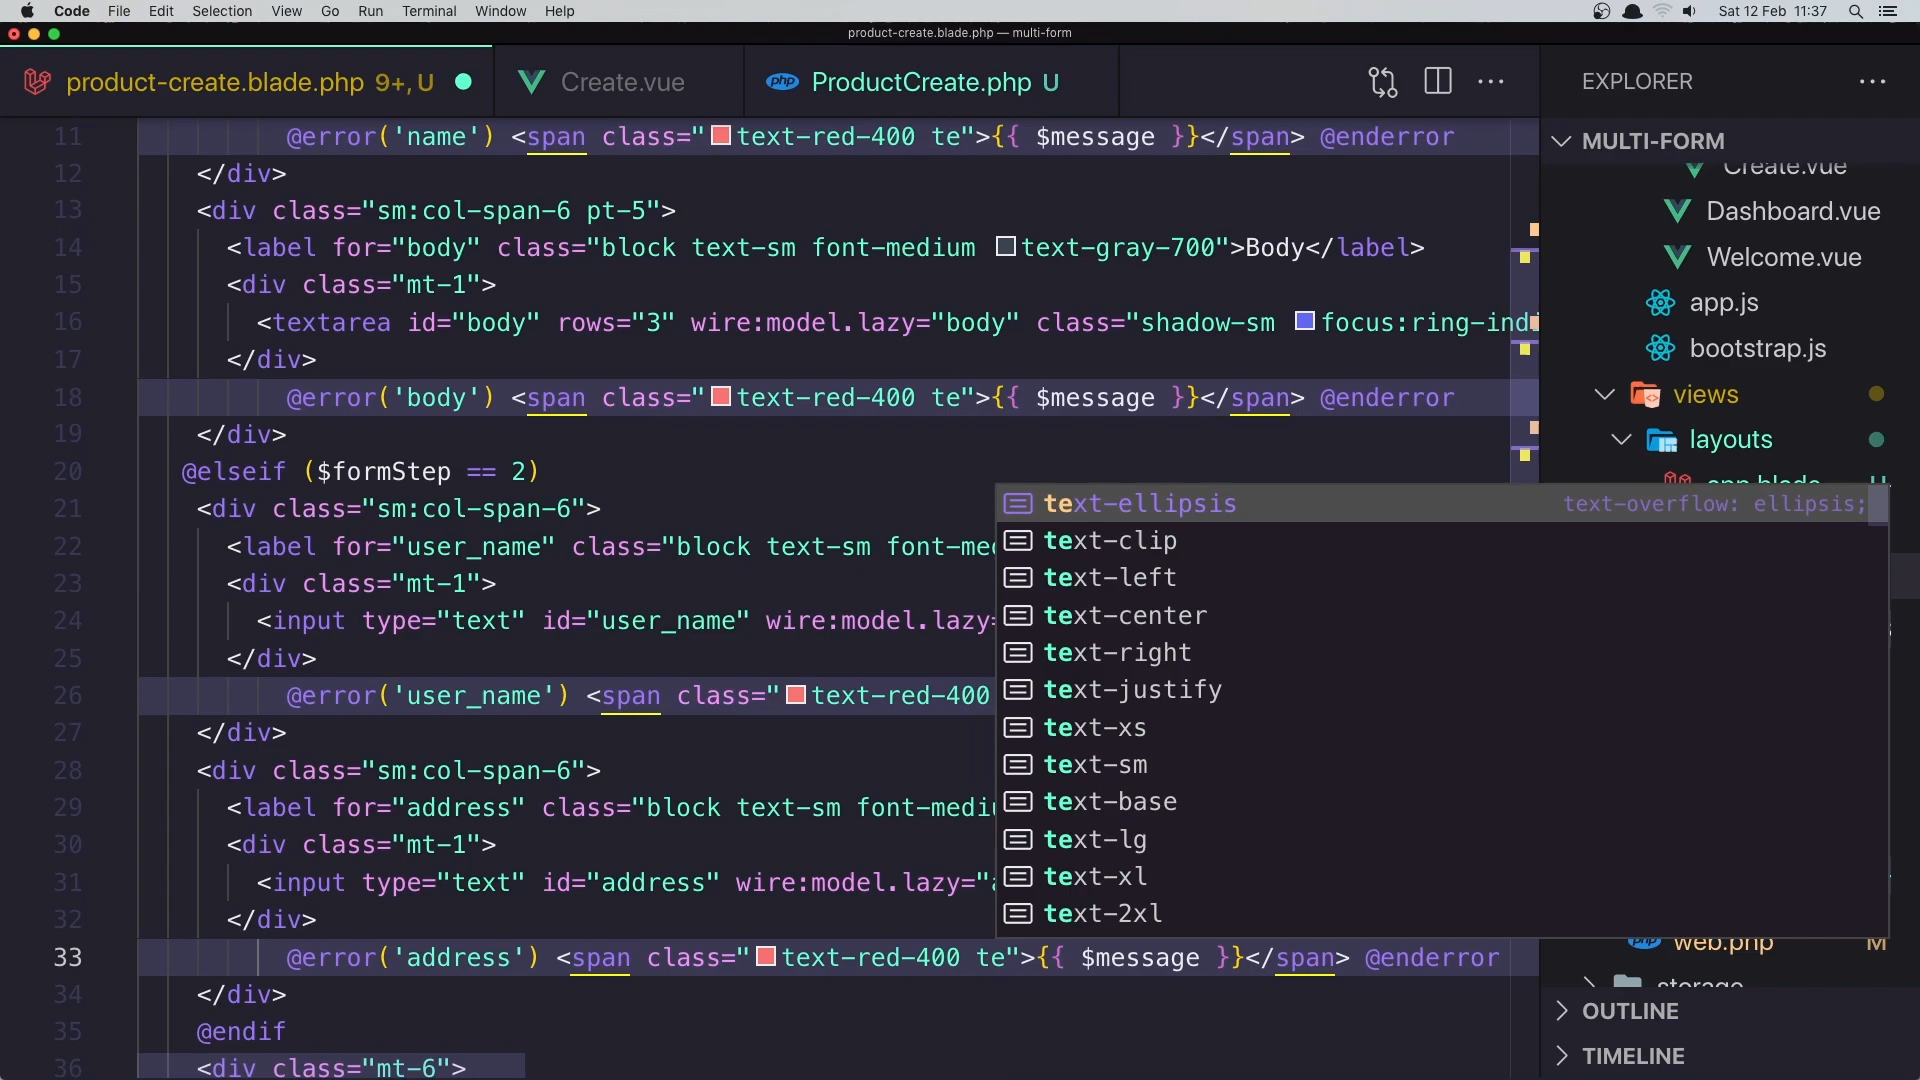 Code File Edit Selection View Go Run Terminal Window Help Sat 12 Feb 11:37
product-create.blade.php — multi-form
product-create.blade.php 9+, U Create.vue php ProductCreate.php U
11 @error('name') <span class="text-red-400 te">{{ $message }}</span> @enderror
12 </div>
13 <div class="sm:col-span-6 pt-5">
14 <label for="body" class="block text-sm font-medium text-gray-700">Body</label>
15 <div class="mt-1">
16 <textarea id="body" rows="3" wire:model.lazy="body" class="shadow-sm focus:ring-indi
17 </div>
18 @error('body') <span class="text-red-400 te">{{ $message }}</span> @enderror
19 </div>
20 @elseif ($formStep == 2)
21 <div class="sm:col-span-6">
22 <label for="user_name" class="block text-sm font-med
23 <div class="mt-1">
24 <input type="text" id="user_name" wire:model.lazy=
25 </div>
26 @error('user_name') <span class="text-red-400
27 </div>
28 <div class="sm:col-span-6">
29 <label for="address" class="block text-sm font-mediu
30 <div class="mt-1">
31 <input type="text" id="address" wire:model.lazy="a
32 </div>
33 @error('address') <span class="text-red-400 te">{{ $message }}</span> @enderror
34 </div>
35 @endif
36 <div class="mt-6">
text-ellipsis text-overflow: ellipsis;
text-clip
text-left
text-center
text-right
text-justify
text-xs
text-sm
text-base
text-lg
text-xl
text-2xl
EXPLORER
MULTI-FORM
Create.vue
Dashboard.vue
Welcome.vue
app.js
bootstrap.js
views
layouts
app.blade U
php web.php M
storage
OUTLINE
TIMELINE